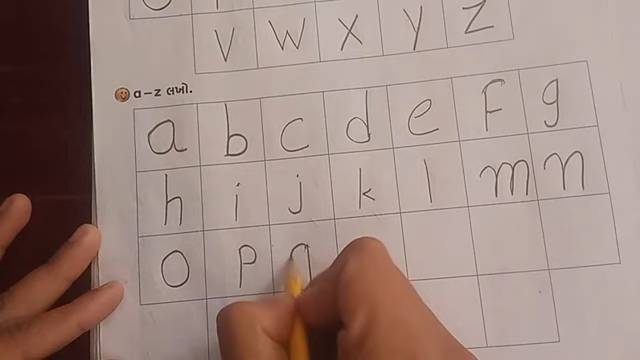 v w x y z
a-z લખો.
a b c d e f g
h i j k l m n
o p